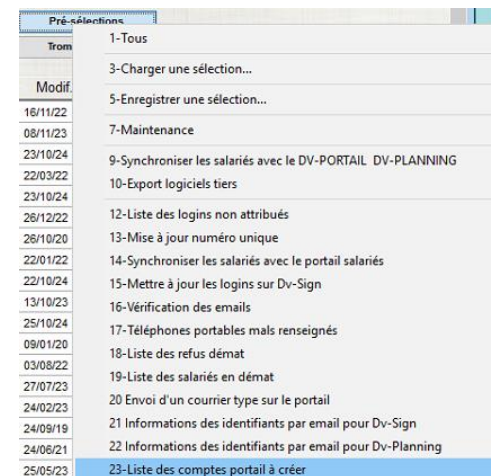 Pré-sélections
Trom
Modif.
16/11/22
08/11/23
23/10/24
22/03/22
23/10/24
26/12/22
26/10/20
22/01/22
22/10/24
13/10/23
25/10/24
09/01/20
03/08/22
27/07/23
24/02/23
24/09/19
24/06/21
25/05/23
1-Tous
3-Charger une sélection...
5-Enregistrer une sélection...
7-Maintenance
9-Synchroniser les salariés avec le DV-PORTAIL DV-PLANNING
10-Export logiciels tiers
12-Liste des logins non attribués
13-Mise à jour numéro unique
14-Synchroniser les salariés avec le portail salariés
15-Mettre à jour les logins sur Dv-Sign
16-Vérification des emails
17-Téléphones portables mals renseignés
18-Liste des refus démat
19-Liste des salariés en démat
20 Envoi d'un courrier type sur le portail
21 Informations des identifiants par email pour Dv-Sign
22 Informations des identifiants par email pour Dv-Planning
23-Liste des comptes portail à créer